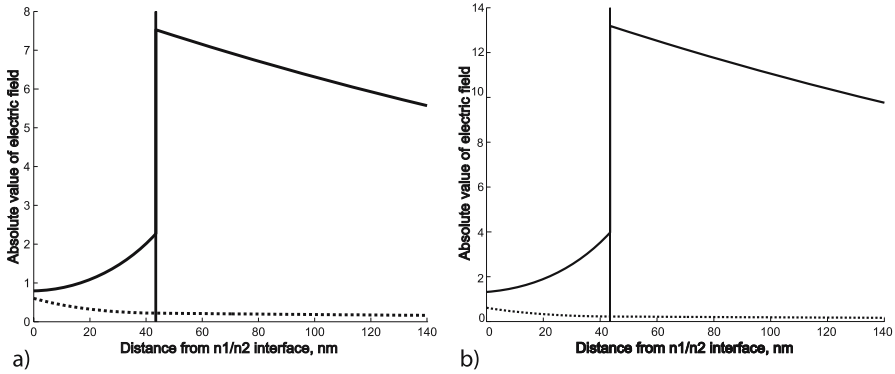 8
7
6
5
4
3
2
1
0
0 20 40 60 80 100 120 140
Absolute value of electric field
Distance from n1/n2 interface, nm
a)
14
12
10
8
6
4
2
0
0 20 40 60 80 100 120 140
Absolute value of electric field
Distance from n1/n2 interface, nm
b)